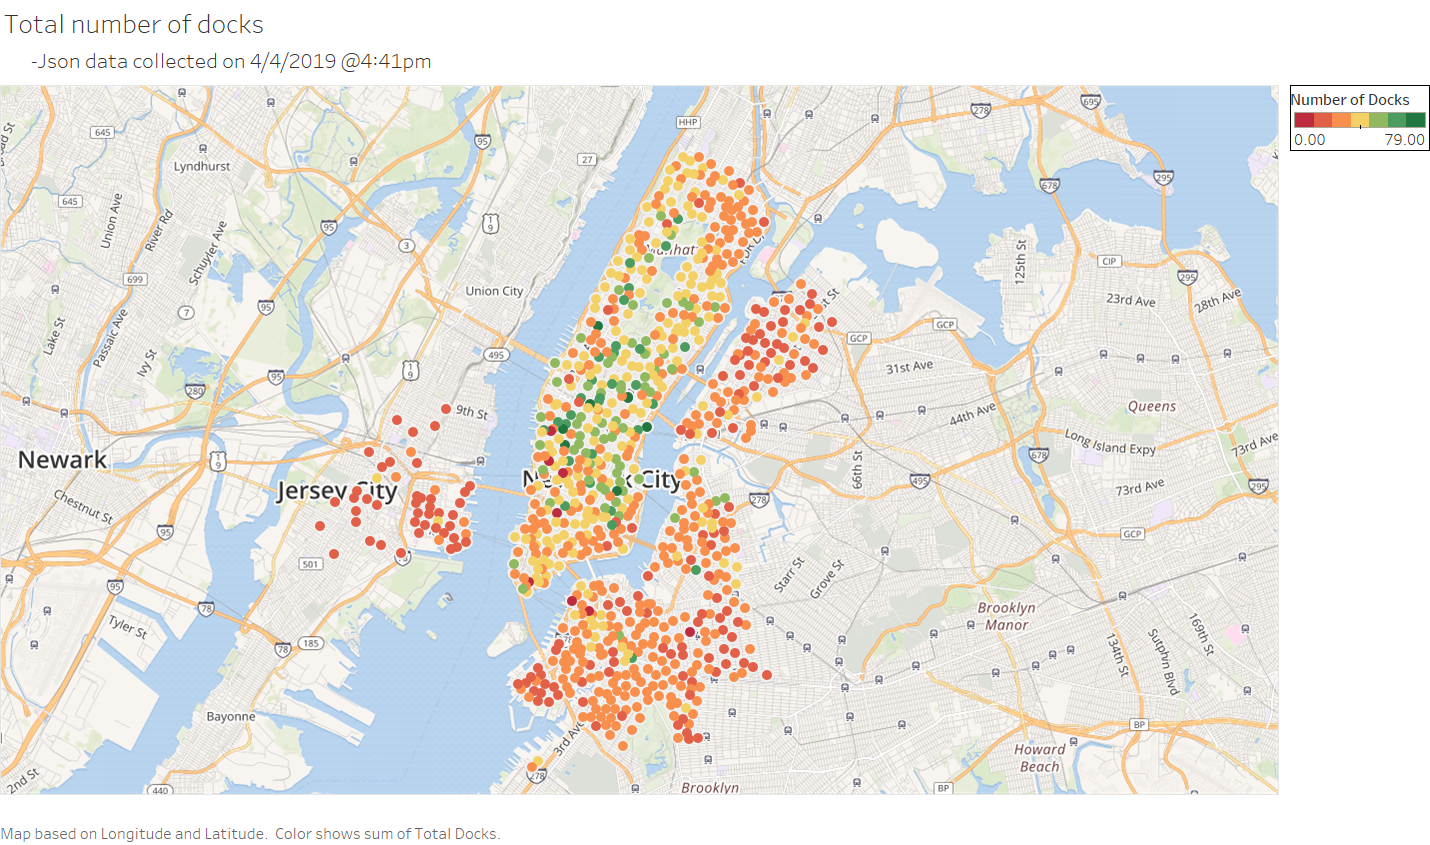 Total number of docks
-Json data collected on 4/4/2019 @4:41pm
Number of Docks
0.00 79.00
HHP
278
695
645
95
27
Lyndhurst
295
678
645
Union Ave
River Rd
1
9
95
Schuyler Ave
3
125th St
CIP
699
295
Union City
23rd Ave
28th Ave
7
95
Lake St
Passaic Ave
GCP
GCP
495
Ivy St
1
9
31st Ave
95
280
9th St
44th Ave
Queens
Long Island Expy
73rd Ave
Newark
1
9
678
66th St
Jersey City
City
495
73rd Ave
295
278
Chestnut St
95
GCP
501
Starr St
Grove St
95
78
Brooklyn
Manor
Tyler St
169th St
78
185
134th St
Sutphin Blvd
Bayonne
BP
3rd Ave
Howard
Beach
2nd St
278
440
BP
Brooklyn
Map based on Longitude and Latitude. Color shows sum of Total Docks.